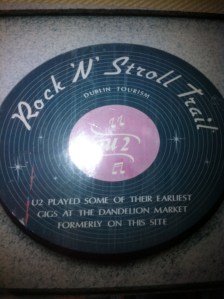 Rock 'N' Stroll Trail
DUBLIN TOURISM
U2
U2 PLAYED SOME OF THEIR EARLIEST
GIGS AT THE DANDELION MARKET
FORMERLY ON THIS SITE